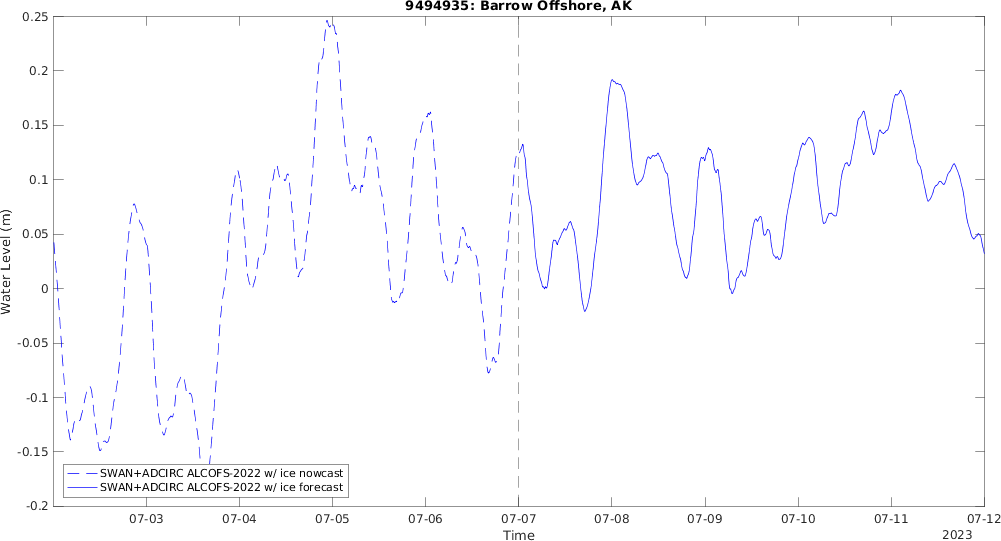 9494935: Barrow Offshore, AK
Water Level (m)
0.25
0.2
0.15
0.1
0.05
0
-0.05
-0.1
-0.15
-0.2
SWAN+ADCIRC ALCOFS-2022 w/ ice nowcast
SWAN+ADCIRC ALCOFS-2022 w/ ice forecast
07-03 07-04 07-05 07-06 07-07 07-08 07-09 07-10 07-11 07-12
Time
2023